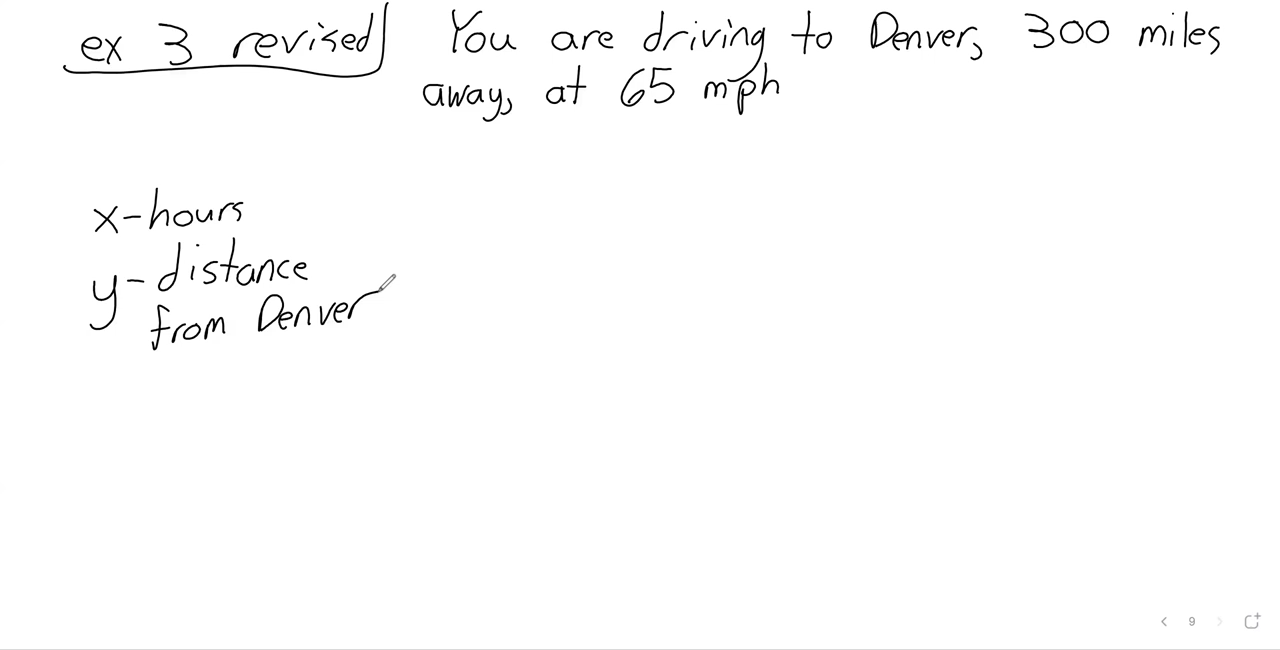 ex 3 revised You are driving to Denver, 300 miles
away, at 65 mph
x-hours
y-distance
from Denver
9